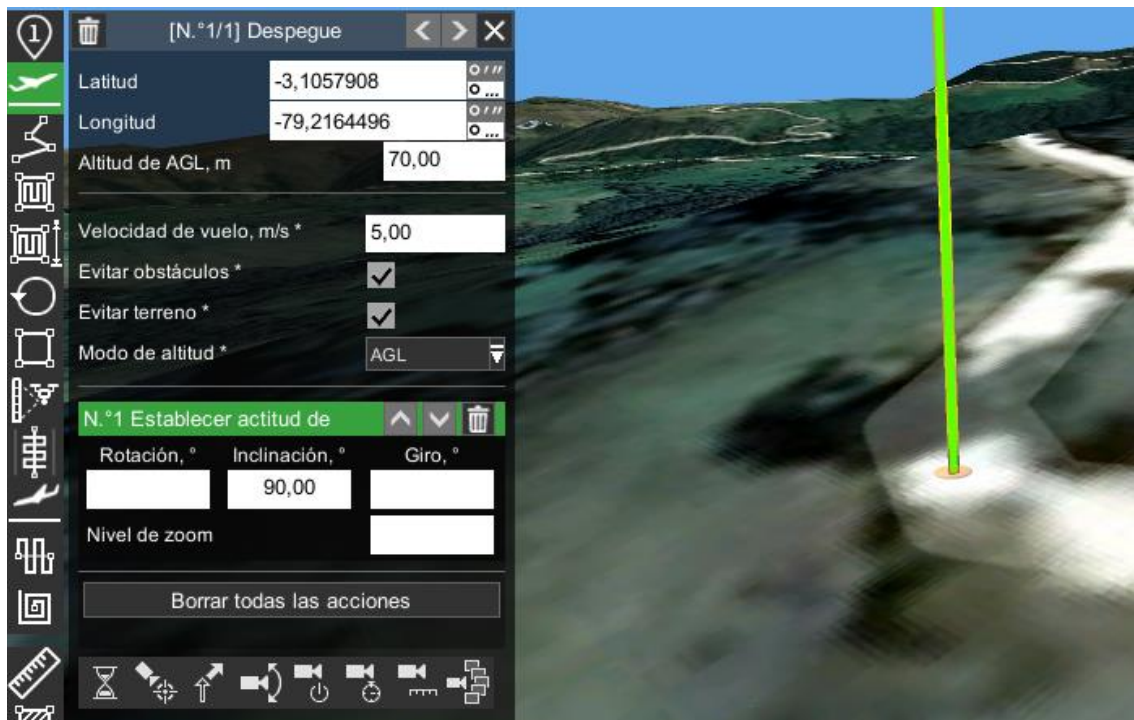 1
[N.°1/1] Despegue
Latitud -3,1057908 o ′ ″
o ...
Longitud -79,2164496 o ′ ″
o ...
Altitud de AGL, m 70,00
Velocidad de vuelo, m/s * 5,00
Evitar obstáculos *
Evitar terreno *
Modo de altitud * AGL
N.°1 Establecer actitud de
Rotación, ° Inclinación, ° Giro, °
90,00
Nivel de zoom
Borrar todas las acciones